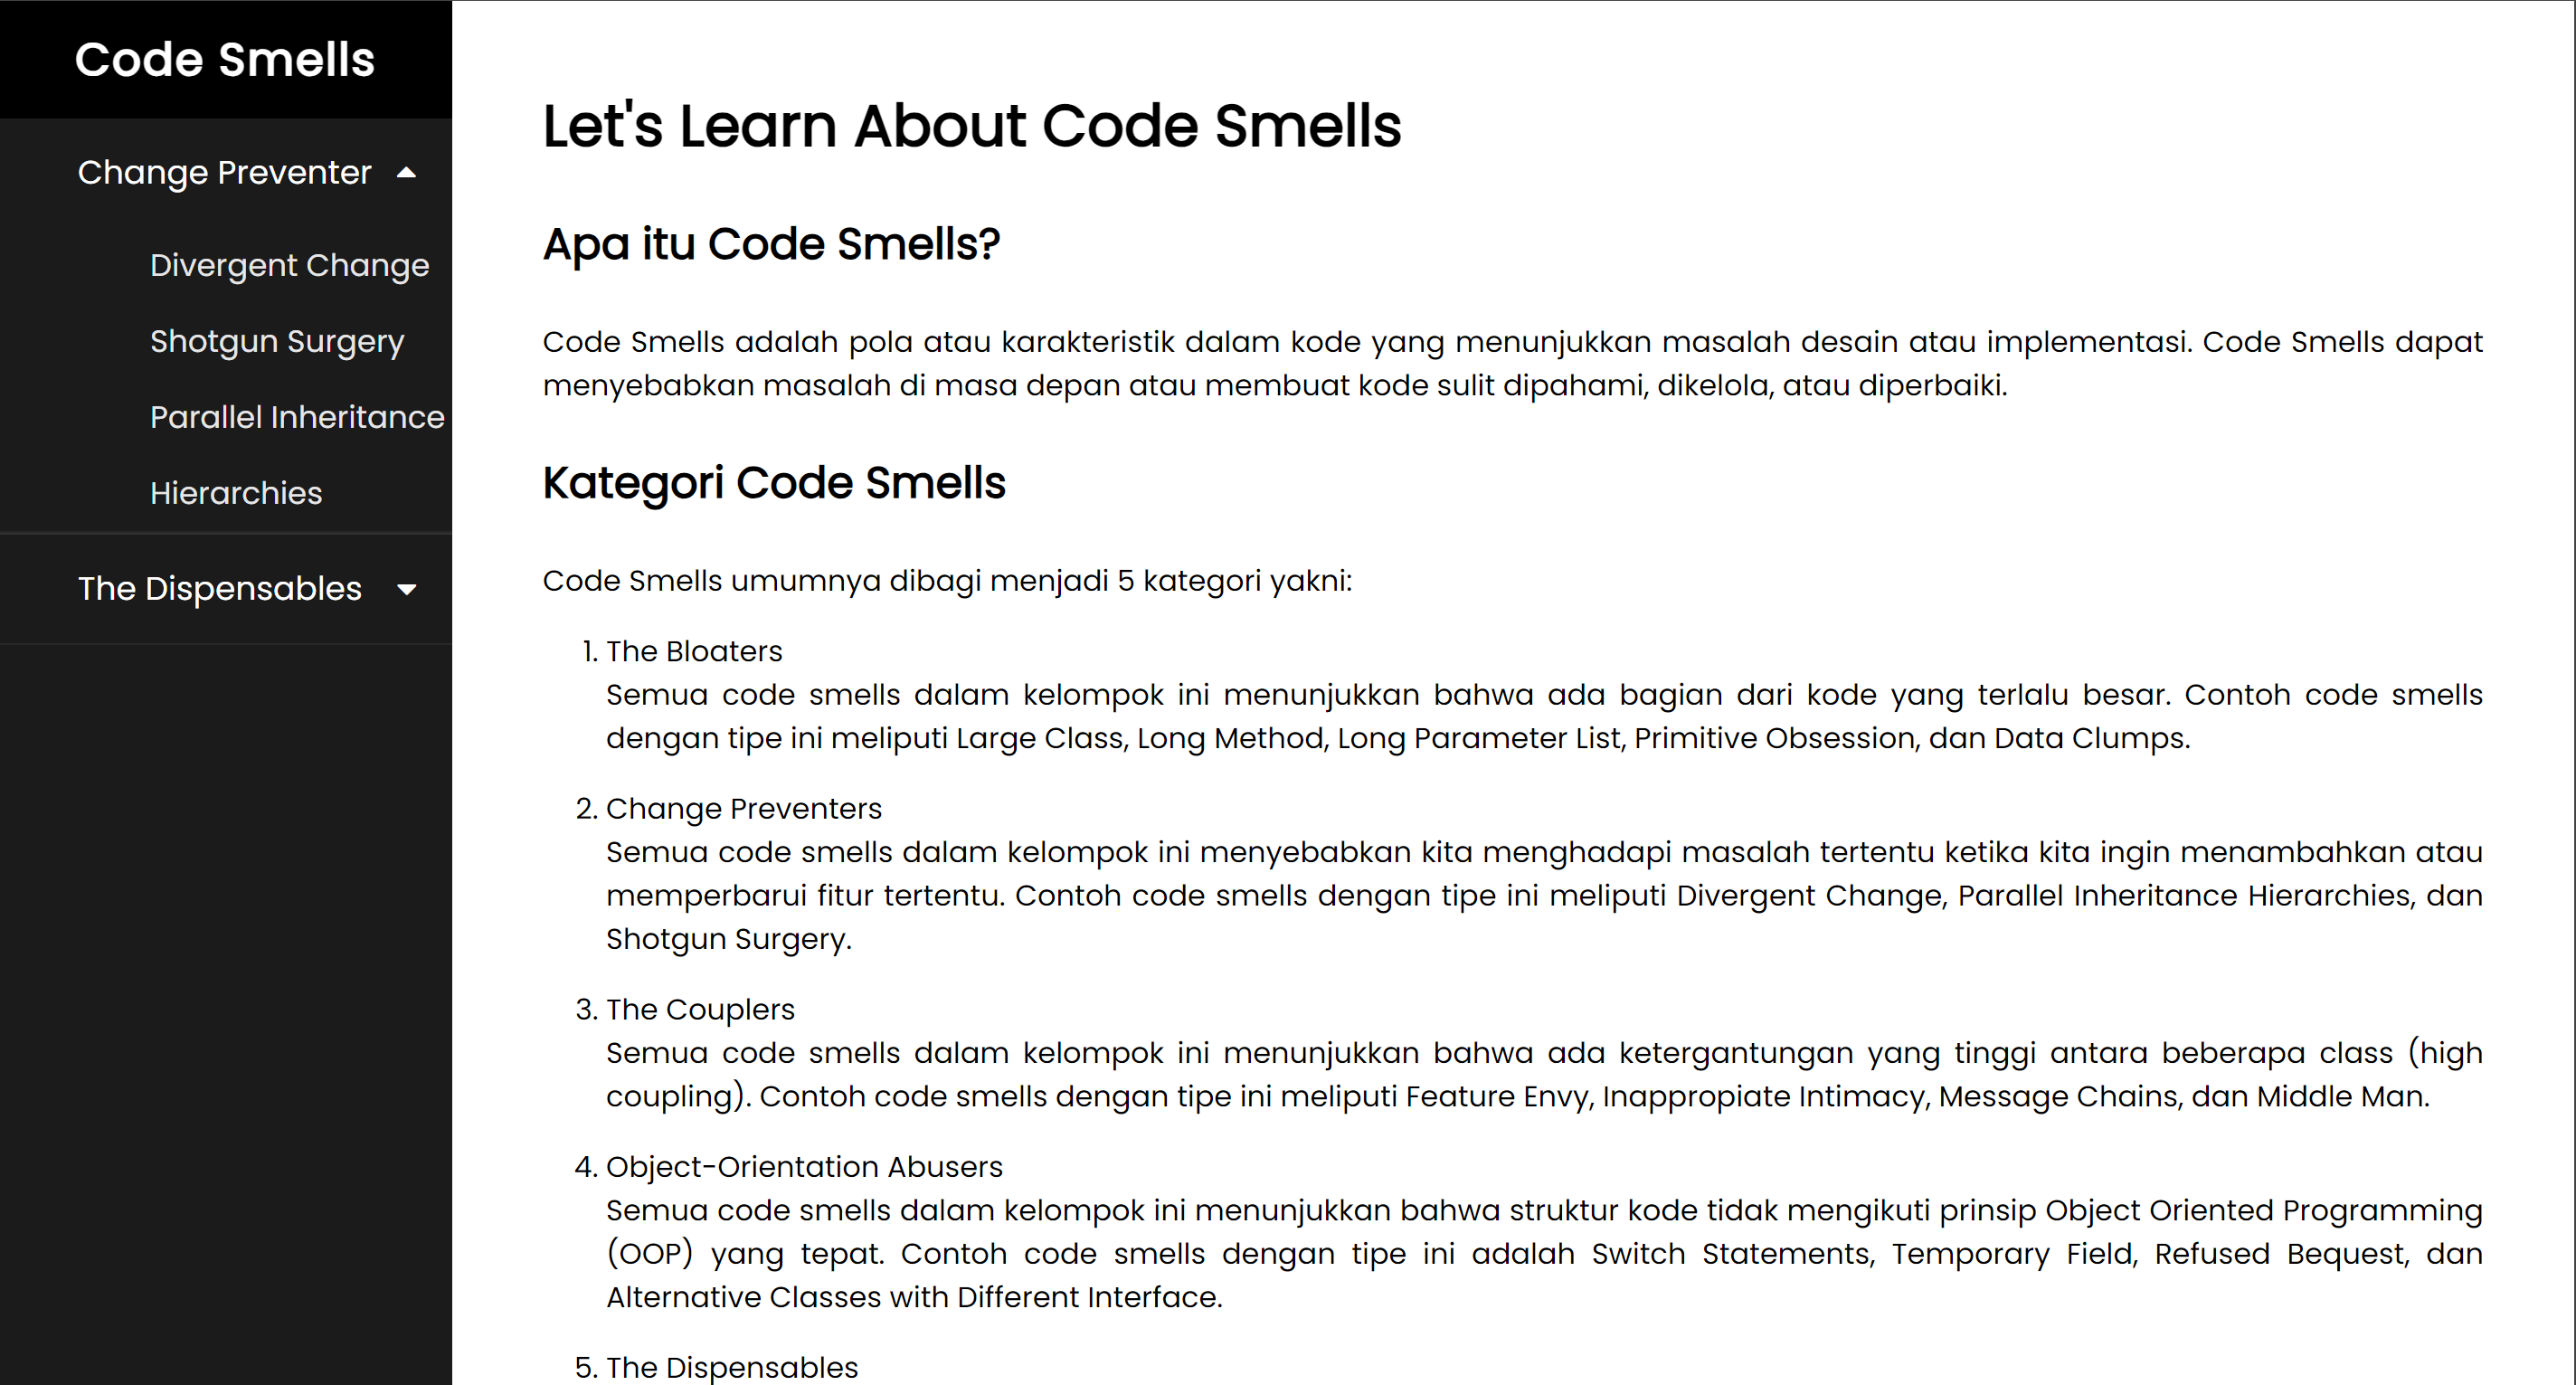 Code Smells
Change Preventer
Divergent Change
Shotgun Surgery
Parallel Inheritance
Hierarchies
The Dispensables
Let's Learn About Code Smells
Apa itu Code Smells?
Code Smells adalah pola atau karakteristik dalam kode yang menunjukkan masalah desain atau implementasi. Code Smells dapat
menyebabkan masalah di masa depan atau membuat kode sulit dipahami, dikelola, atau diperbaiki.
Kategori Code Smells
Code Smells umumnya dibagi menjadi 5 kategori yakni:
1. The Bloaters
Semua code smells dalam kelompok ini menunjukkan bahwa ada bagian dari kode yang terlalu besar. Contoh code smells
dengan tipe ini meliputi Large Class, Long Method, Long Parameter List, Primitive Obsession, dan Data Clumps.
2. Change Preventers
Semua code smells dalam kelompok ini menyebabkan kita menghadapi masalah tertentu ketika kita ingin menambahkan atau
memperbarui fitur tertentu. Contoh code smells dengan tipe ini meliputi Divergent Change, Parallel Inheritance Hierarchies, dan
Shotgun Surgery.
3. The Couplers
Semua code smells dalam kelompok ini menunjukkan bahwa ada ketergantungan yang tinggi antara beberapa class (high
coupling). Contoh code smells dengan tipe ini meliputi Feature Envy, Inappropiate Intimacy, Message Chains, dan Middle Man.
4. Object-Orientation Abusers
Semua code smells dalam kelompok ini menunjukkan bahwa struktur kode tidak mengikuti prinsip Object Oriented Programming
(OOP) yang tepat. Contoh code smells dengan tipe ini adalah Switch Statements, Temporary Field, Refused Bequest, dan
Alternative Classes with Different Interface.
5. The Dispensables